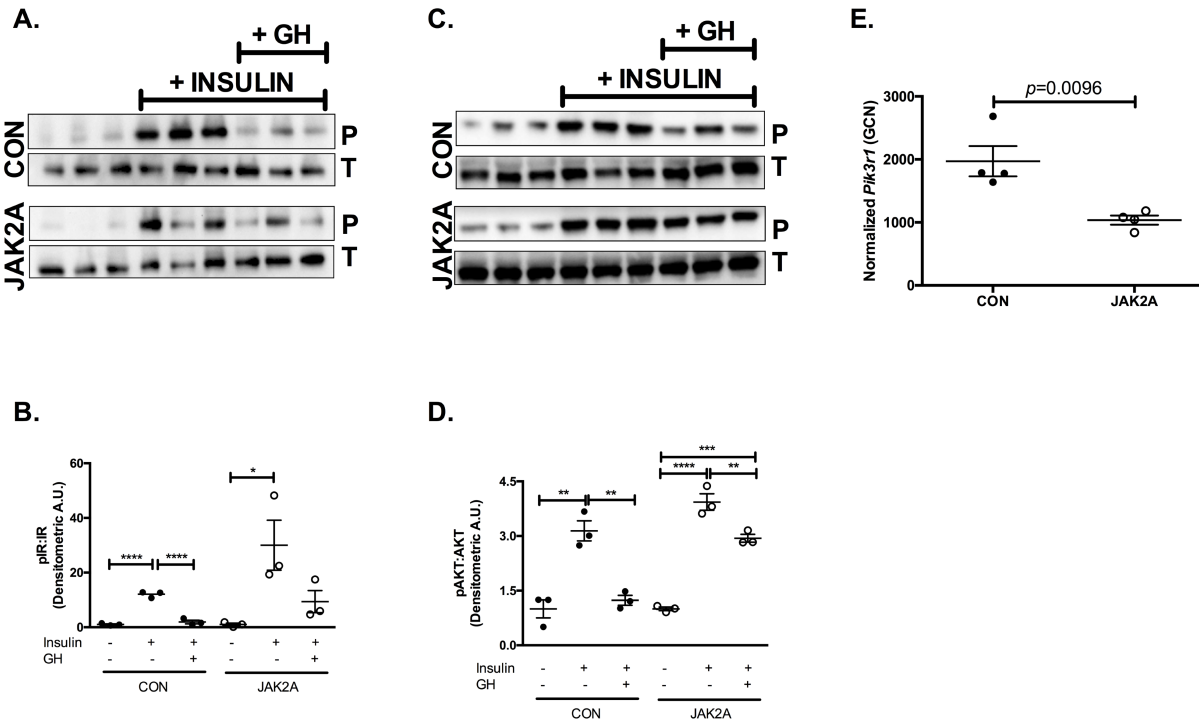 A.
+ GH
+ INSULIN
CON
P
T
JAK2A
P
T
C.
+ GH
+ INSULIN
CON
P
T
JAK2A
P
T
E.
Normalized Pik3r1 (GCN)
p=0.0096
3000
2000
1000
0
CON JAK2A
B.
pIR:IR
(Densitometric A.U.)
60
40
20
0
**** **** *
Insulin - + + - + +
GH - - + - - +
CON JAK2A
D.
pAKT:AKT
(Densitometric A.U.)
4.5
3.0
1.5
0.0
***
** ** **** **
Insulin - + + - + +
GH - - + - - +
CON JAK2A